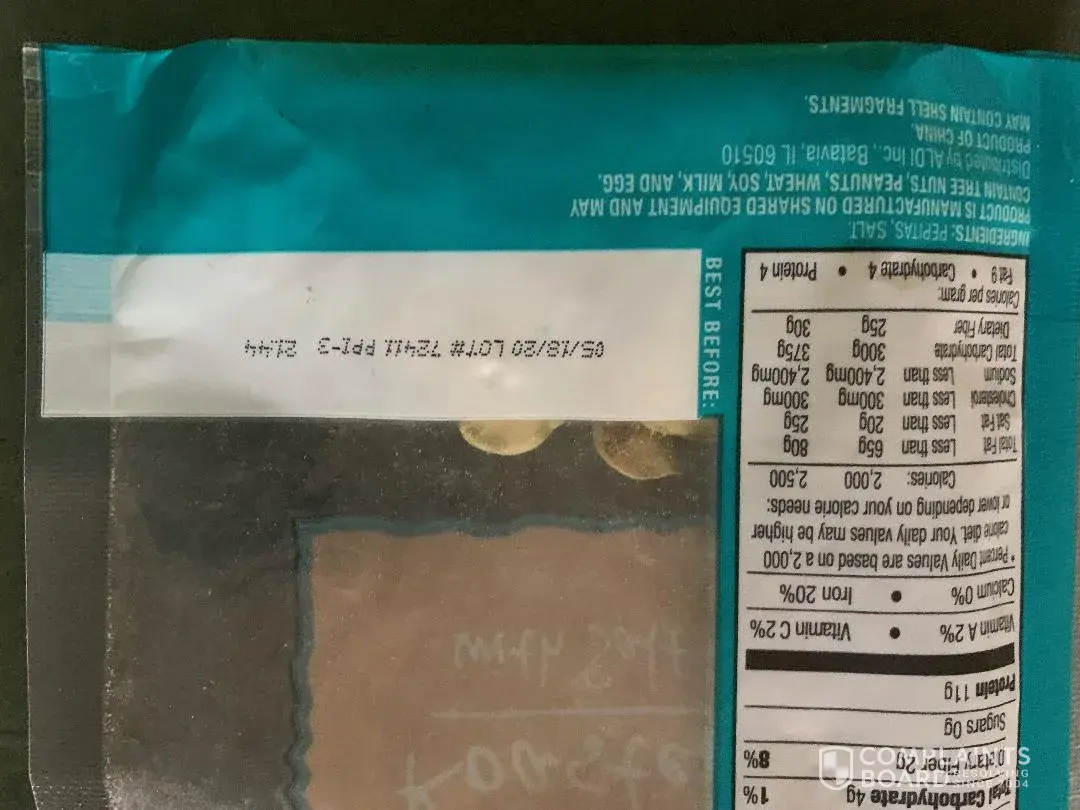 Total Carbohydrate 4g 1%
Dietary Fiber 2g 8%
Sugars 0g
Protein 11g
Vitamin A 2% • Vitamin C 2%
Calcium 0% • Iron 20%
* Percent Daily Values are based on a 2,000
calorie diet. Your daily values may be higher
or lower depending on your calorie needs:
Calories: 2,000 2,500
Total Fat Less than 65g 80g
Sat Fat Less than 20g 25g
Cholesterol Less than 300mg 300mg
Sodium Less than 2,400mg 2,400mg
Total Carbohydrate 300g 375g
Dietary Fiber 25g 30g
Calories per gram:
Fat 9 • Carbohydrate 4 • Protein 4
BEST BEFORE:
05/18/20 LOT# 72411 PPI-3 21:44
INGREDIENTS: PEPITAS, SALT.
PRODUCT IS MANUFACTURED ON SHARED EQUIPMENT AND MAY
CONTAIN TREE NUTS, PEANUTS, WHEAT, SOY, MILK, AND EGG.
Distributed by ALDI Inc., Batavia, IL 60510
PRODUCT OF CHINA.
MAY CONTAIN SHELL FRAGMENTS.
COMPLAINTS
BOARD RESOLVING
SINCE 2004